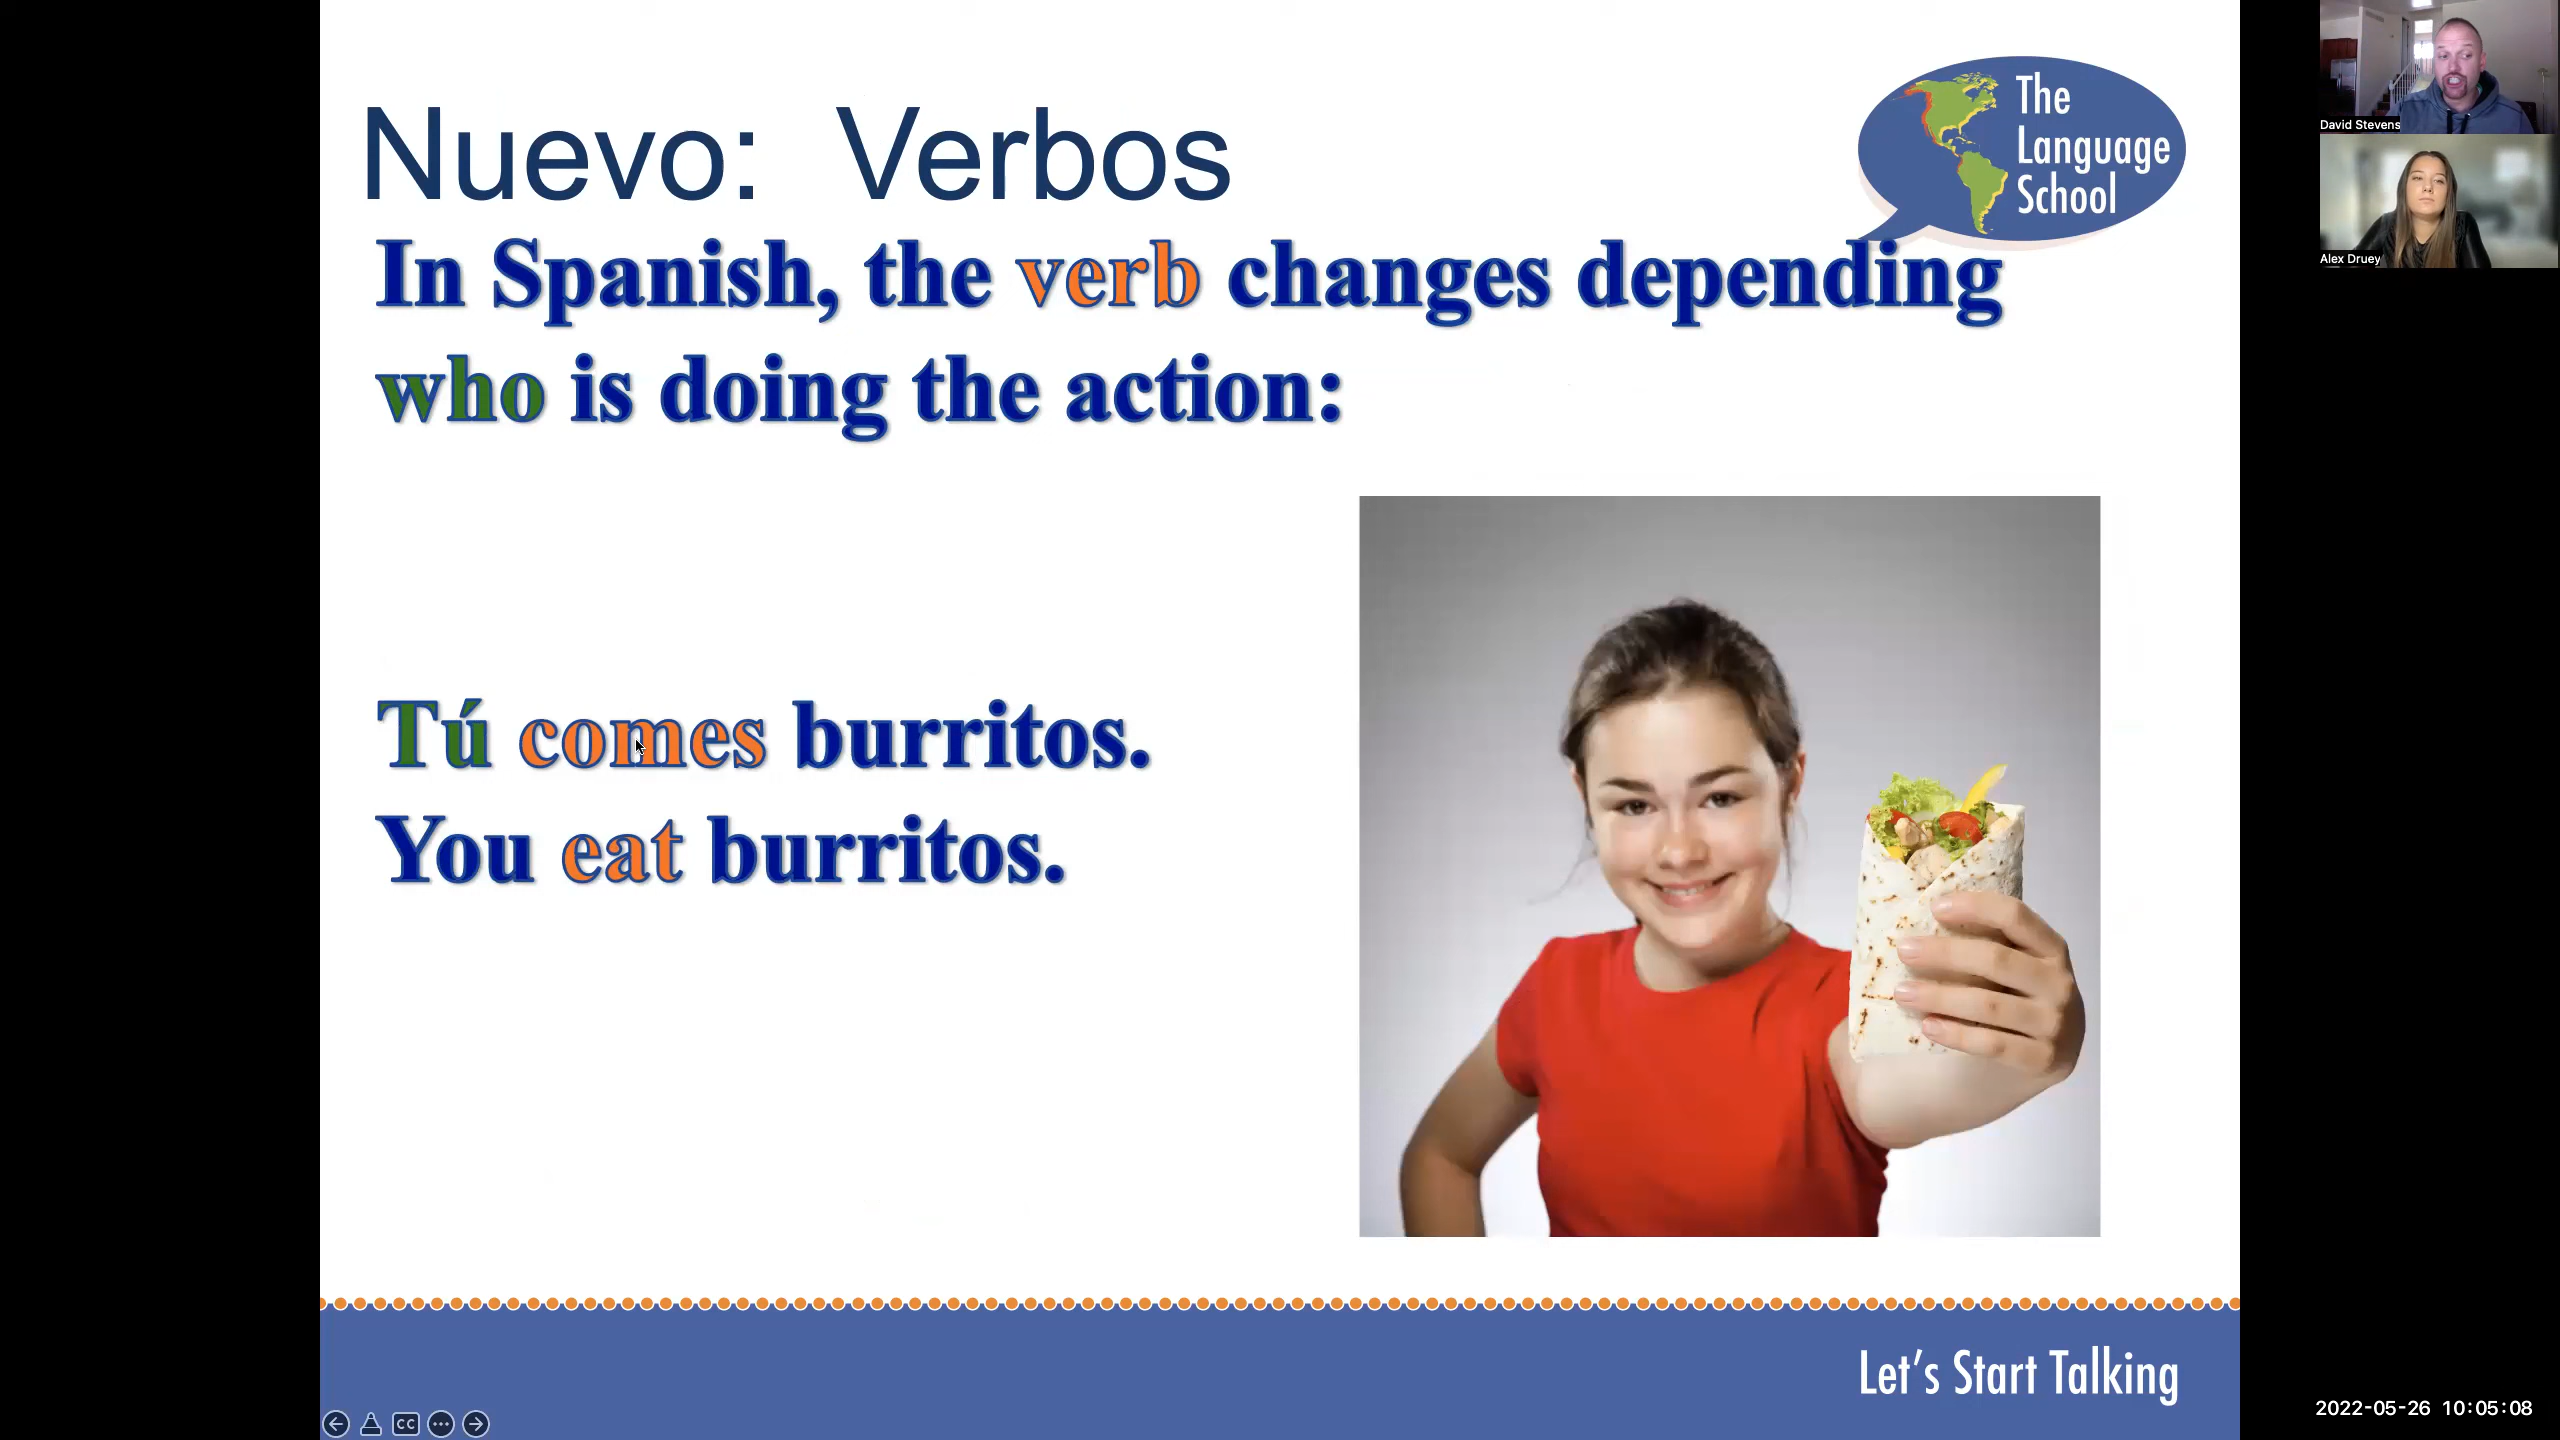 Nuevo: Verbos
The
Language
School
In Spanish, the verb changes depending
who is doing the action:
Tú comes burritos.
You eat burritos.
Let's Start Talking
CC
David Stevens
Alex Druey
2022-05-26 10:05:08